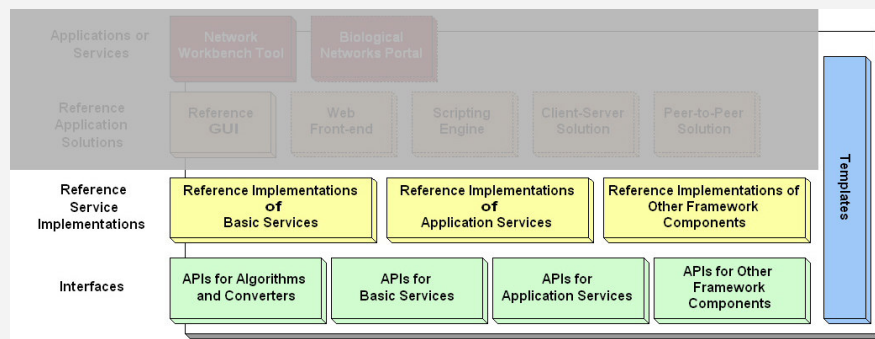 Applications or
Services
Network
Workbench Tool
Biological
Networks Portal
Reference
Application
Solutions
Reference
GUI
Web
Front-end
Scripting
Engine
Client-Server
Solution
Peer-to-Peer
Solution
Reference
Service
Implementations
Reference Implementations
of
Basic Services
Reference Implementations
of
Application Services
Reference Implementations of
Other Framework
Components
Interfaces
APIs for Algorithms
and Converters
APIs for
Basic Services
APIs for
Application Services
APIs for Other
Framework
Components
Templates